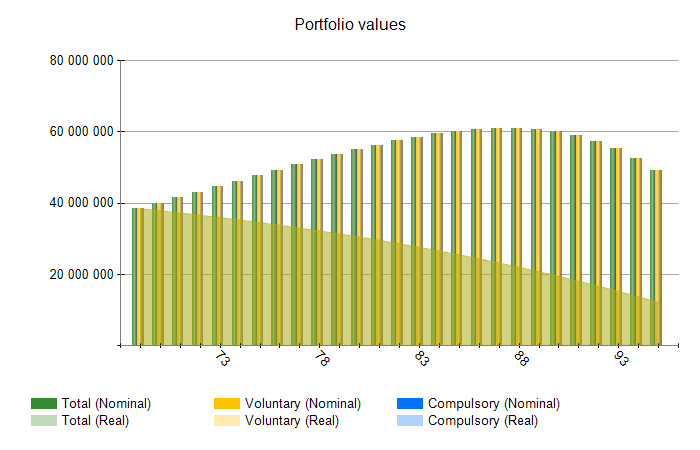 Portfolio values
80 000 000
60 000 000
40 000 000
20 000 000
73 78 83 88 93
Total (Nominal) Voluntary (Nominal) Compulsory (Nominal)
Total (Real) Voluntary (Real) Compulsory (Real)